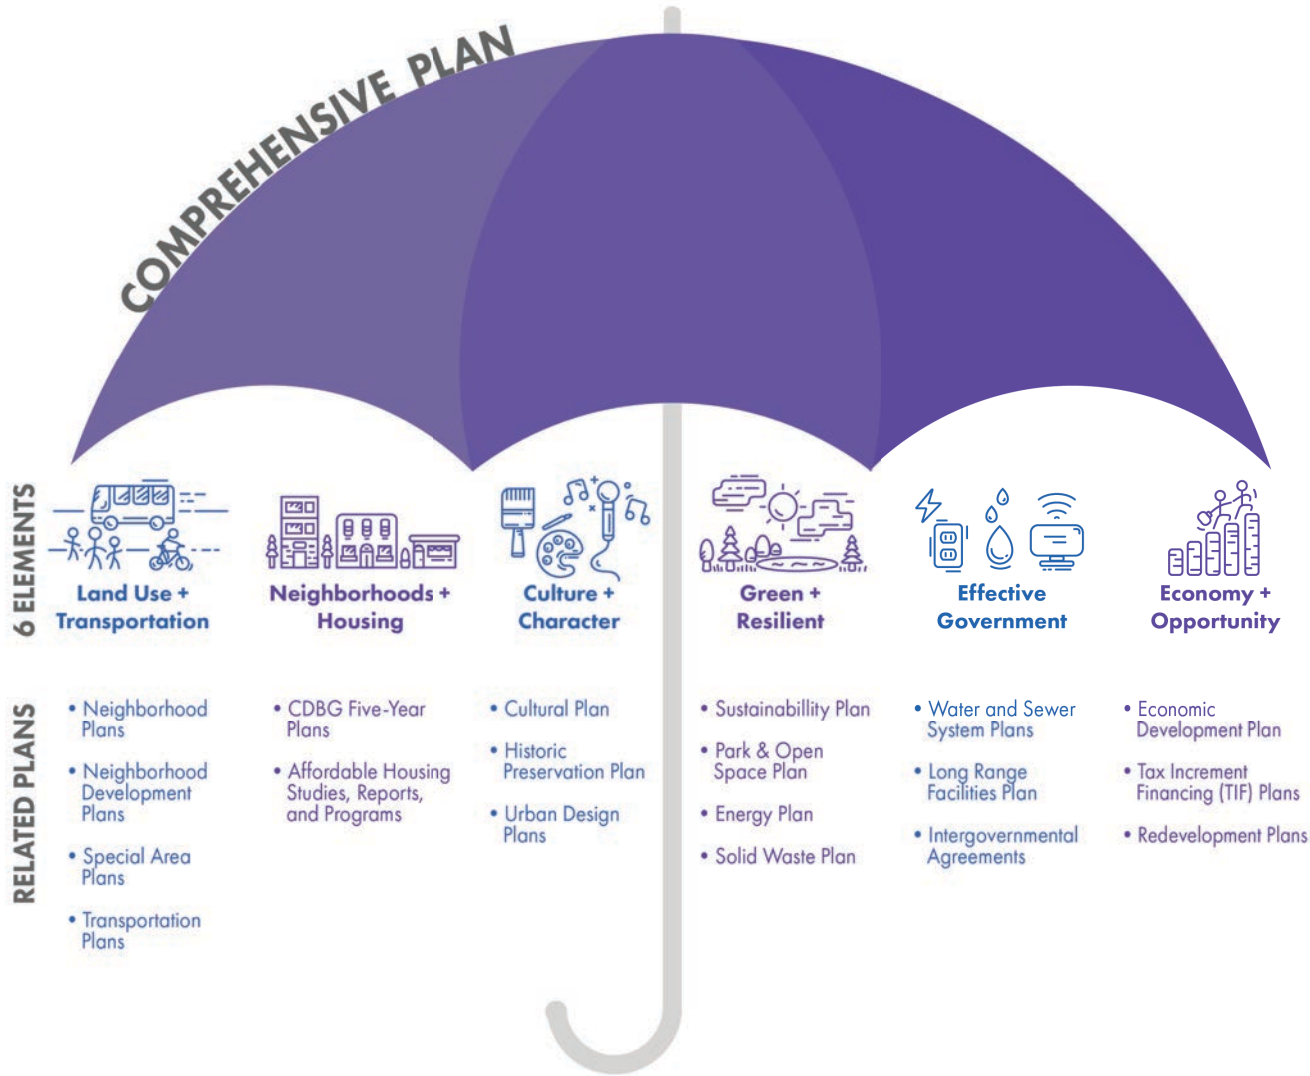 COMPREHENSIVE PLAN
6 ELEMENTS
Land Use +
Transportation
Neighborhoods +
Housing
Culture +
Character
Green +
Resilient
Effective
Government
Economy +
Opportunity
RELATED PLANS
• Neighborhood
Plans
• Neighborhood
Development
Plans
• Special Area
Plans
• Transportation
Plans
• CDBG Five-Year
Plans
• Affordable Housing
Studies, Reports,
and Programs
• Cultural Plan
• Historic
Preservation Plan
• Urban Design
Plans
• Sustainabillity Plan
• Park & Open
Space Plan
• Energy Plan
• Solid Waste Plan
• Water and Sewer
System Plans
• Long Range
Facilities Plan
• Intergovernmental
Agreements
• Economic
Development Plan
• Tax Increment
Financing (TIF) Plans
• Redevelopment Plans